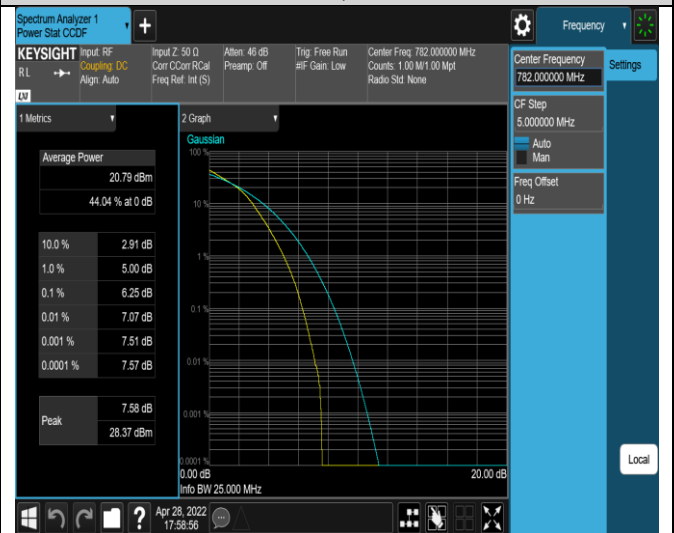 Spectrum Analyzer 1
Power Stat CCDF
Frequency
KEYSIGHT
Input: RF
Coupling: DC
Align: Auto
R L
LXI
Input Z: 50 Ω
Corr CCorr RCal
Freq Ref: Int (S)
Atten: 46 dB
Preamp: Off
Trig: Free Run
#IF Gain: Low
Center Freq: 782.000000 MHz
Counts: 1.00 M/1.00 Mpt
Radio Std: None
Center Frequency
782.000000 MHz
Settings
CF Step
5.000000 MHz
Auto
Man
Freq Offset
0 Hz
1 Metrics
Average Power
20.79 dBm
44.04 % at 0 dB
10.0 % 2.91 dB
1.0 % 5.00 dB
0.1 % 6.25 dB
0.01 % 7.07 dB
0.001 % 7.51 dB
0.0001 % 7.57 dB
Peak
7.58 dB
28.37 dBm
2 Graph
Gaussian
100 %
10 %
1 %
0.1 %
0.01 %
0.001 %
0.0001 %
0.00 dB
20.00 dB
Info BW 25.000 MHz
Local
?
Apr 28, 2022
17:58:56